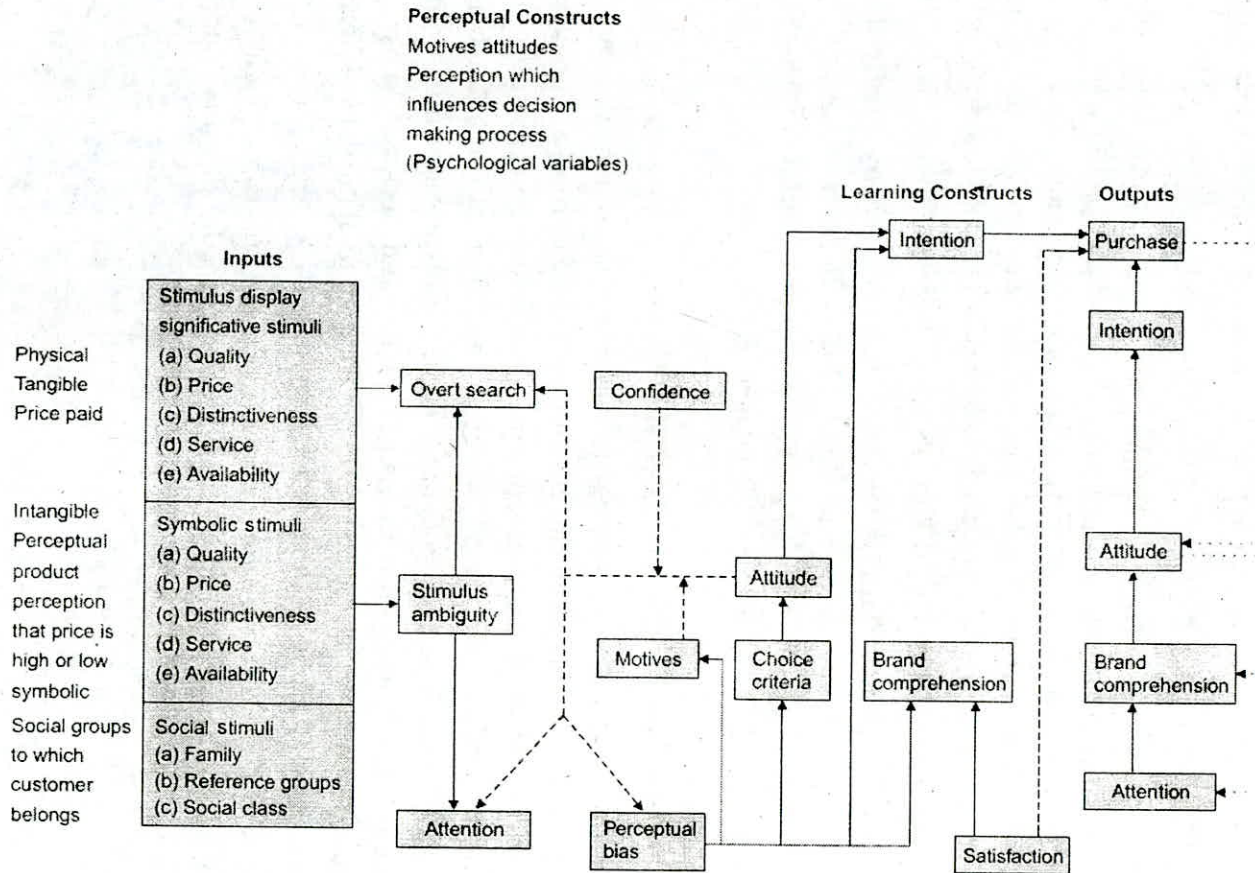 Perceptual Constructs
Motives attitudes
Perception which
influences decision
making process
(Psychological variables)
Learning Constructs
Outputs
Intention
Purchase
Inputs
Stimulus display
significative stimuli
(a) Quality
(b) Price
(c) Distinctiveness
(d) Service
(e) Availability
Physical
Tangible
Price paid
Overt search
Confidence
Intention
Intangible
Perceptual
product
perception
that price is
high or low
symbolic
Symbolic stimuli
(a) Quality
(b) Price
(c) Distinctiveness
(d) Service
(e) Availability
Stimulus
ambiguity
Attitude
Attitude
Motives
Choice
criteria
Brand
comprehension
Brand
comprehension
Social groups
to which
customer
belongs
Social stimuli
(a) Family
(b) Reference groups
(c) Social class
Attention
Perceptual
bias
Satisfaction
Attention